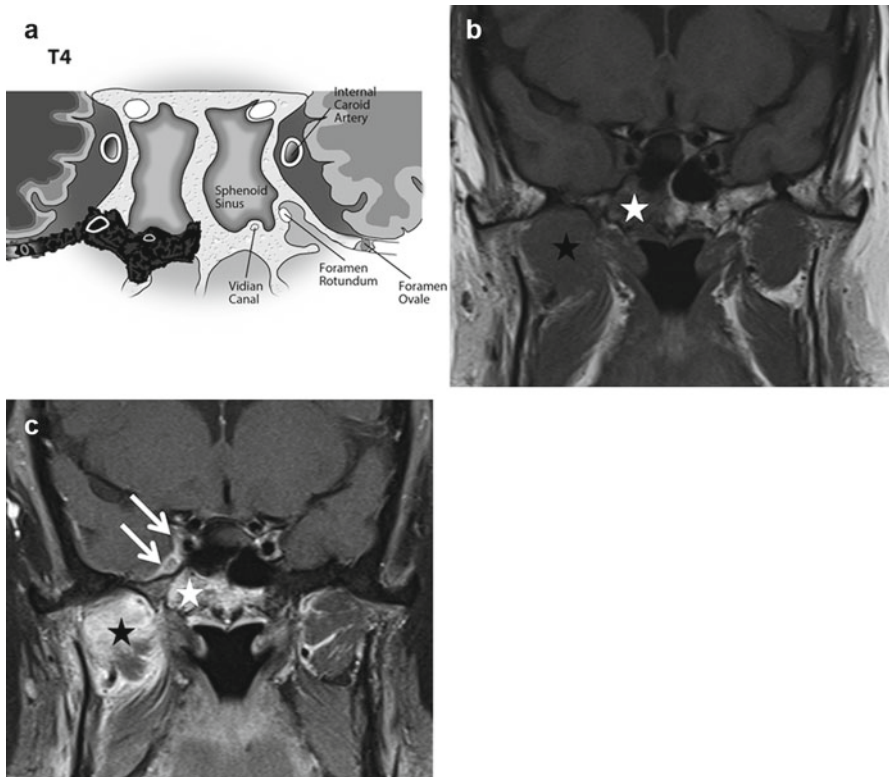 a
T4
Internal
Caroid
Artery
Sphenoid
Sinus
Vidian
Canal
Foramen
Rotundum
Foramen
Ovale
b
c